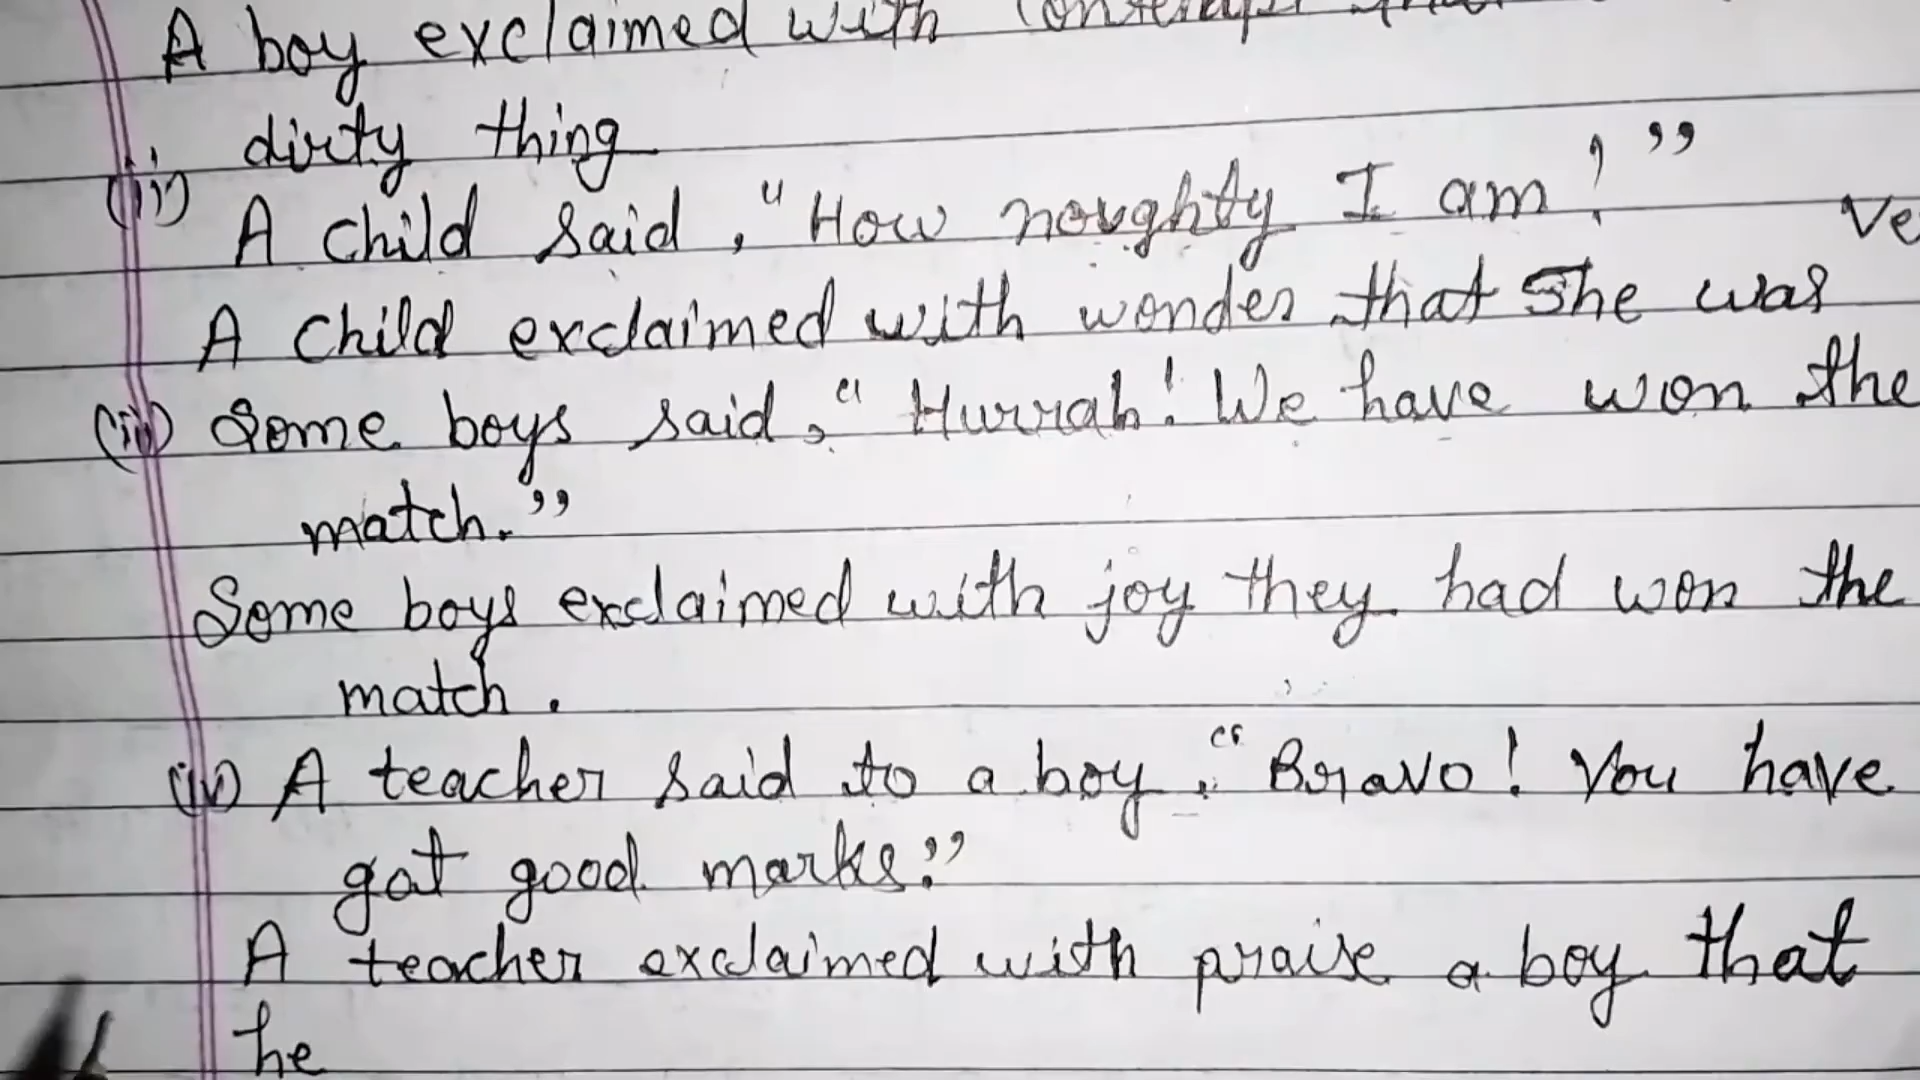 A boy exclaimed with
dirty thing
(ii) A child said, "How noughty I am!"
A child exclaimed with wonder that She was ve
(iii) Some boys said, "Hurrah! We have won the
match."
Some boys exclaimed with joy they had won the
match.
(iv) A teacher said to a boy, "Bravo! You have
got good marks."
A teacher exclaimed with praise a boy that
he